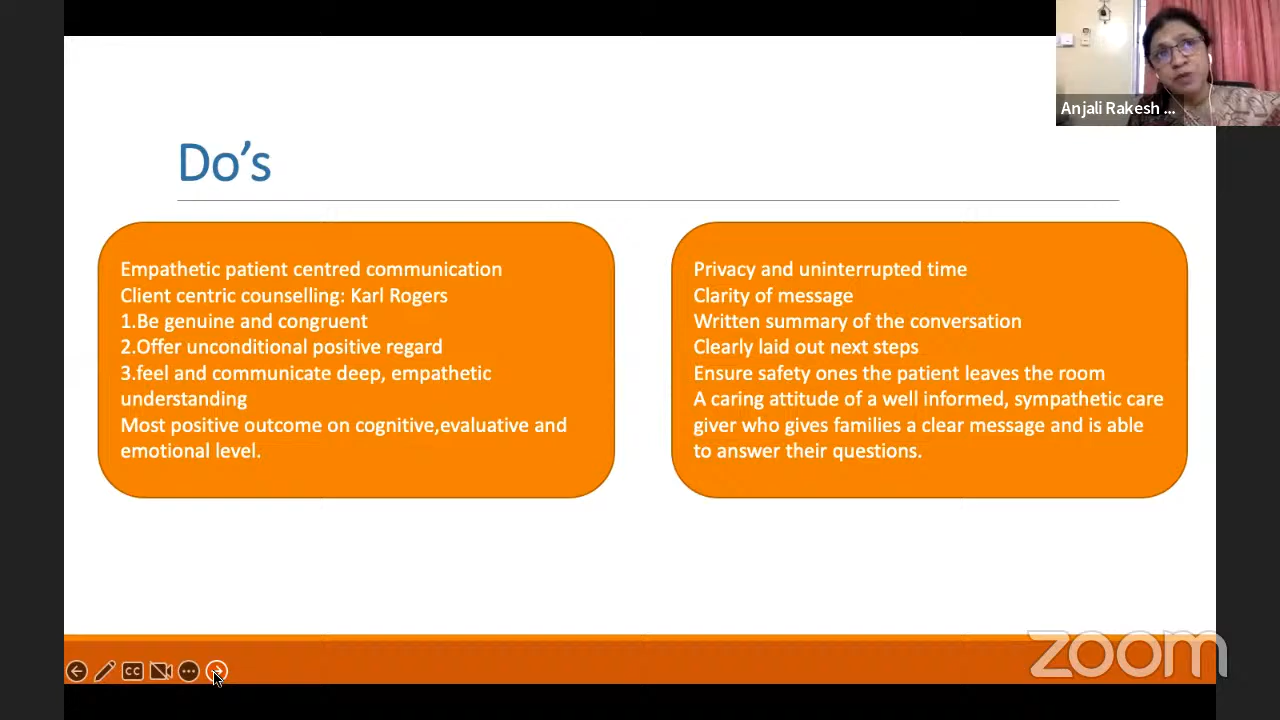 Anjali Rakesh ...
Do's
Empathetic patient centred communication
Client centric counselling: Karl Rogers
1.Be genuine and congruent
2.Offer unconditional positive regard
3.feel and communicate deep, empathetic
understanding
Most positive outcome on cognitive,evaluative and
emotional level.
Privacy and uninterrupted time
Clarity of message
Written summary of the conversation
Clearly laid out next steps
Ensure safety ones the patient leaves the room
A caring attitude of a well informed, sympathetic care
giver who gives families a clear message and is able
to answer their questions.
CC
zoom